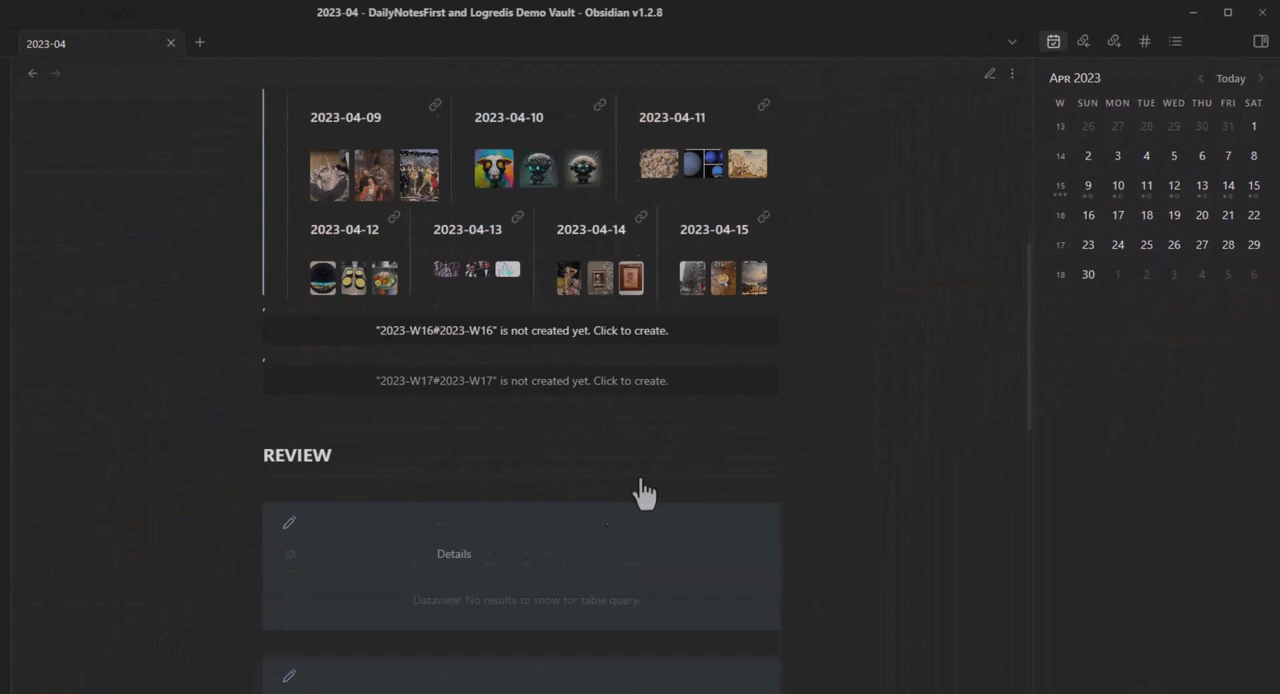 2023-04 - DailyNotesFirst and Logredis Demo Vault - Obsidian v1.2.8
2023-04
2023-04-09
2023-04-10
2023-04-11
2023-04-12
2023-04-13
2023-04-14
2023-04-15
"2023-W16#2023-W16" is not created yet. Click to create.
"2023-W17#2023-W17" is not created yet. Click to create.
REVIEW
Details
Dataview: No results to show for table query.
APR 2023
Today
W SUN MON TUE WED THU FRI SAT
13 26 27 28 29 30 31 1
14 2 3 4 5 6 7 8
15 9 10 11 12 13 14 15
16 16 17 18 19 20 21 22
17 23 24 25 26 27 28 29
18 30 1 2 3 4 5 6